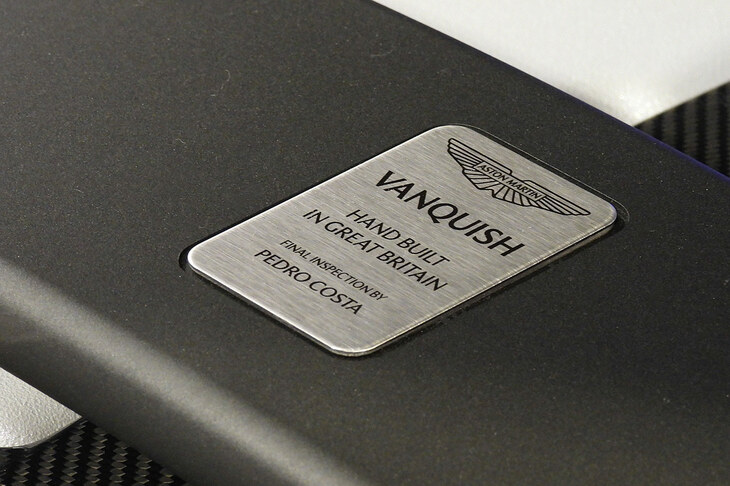 ASTON MARTIN
VANQUISH
HAND BUILT
IN GREAT BRITAIN
FINAL INSPECTION BY
PEDRO COSTA